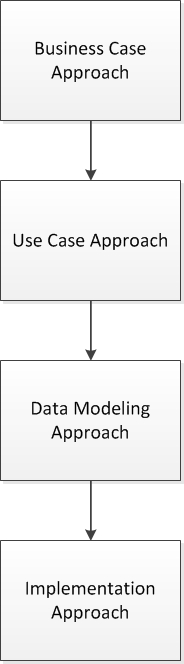 Business Case
Approach
Use Case Approach
Data Modeling
Approach
Implementation
Approach